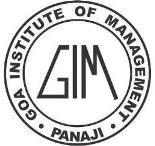 GOA INSTITUTE OF MANAGEMENT
GIM
• PANAJI •